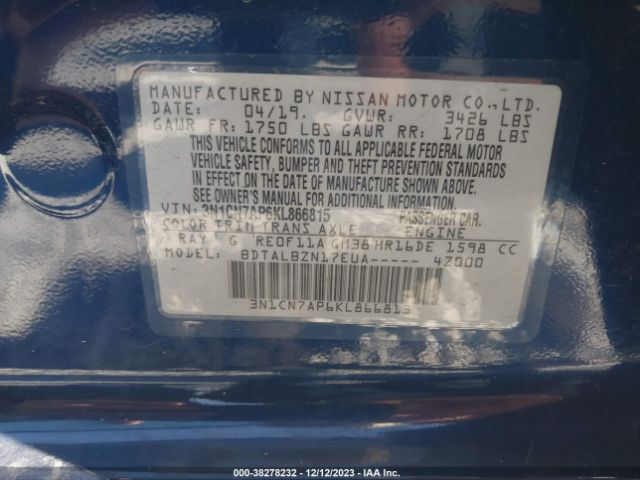 MANUFACTURED BY NISSAN MOTOR CO.,LTD.
DATE: 04/19. GVWR: 3426 LBS
GAWR FR: 1750 LBS GAWR RR: 1708 LBS
THIS VEHICLE CONFORMS TO ALL APPLICABLE FEDERAL MOTOR
VEHICLE SAFETY, BUMPER AND THEFT PREVENTION STANDARDS
IN EFFECT ON THE DATE OF MANUFACTURE SHOWN ABOVE.
SEE OWNER'S MANUAL FOR ADDITIONAL INFORMATION
VIN: 3N1CN7AP6KL866815 PASSENGER CAR.
COLOR TRIM TRANS AXLE ENGINE
RAY G RE0F11A GM38 HR16DE 1598 CC
MODEL: BDTALBZN17EUA----- 4Z000
3N1CN7AP6KL866815
000-38278232 - 12/12/2023 - IAA Inc.